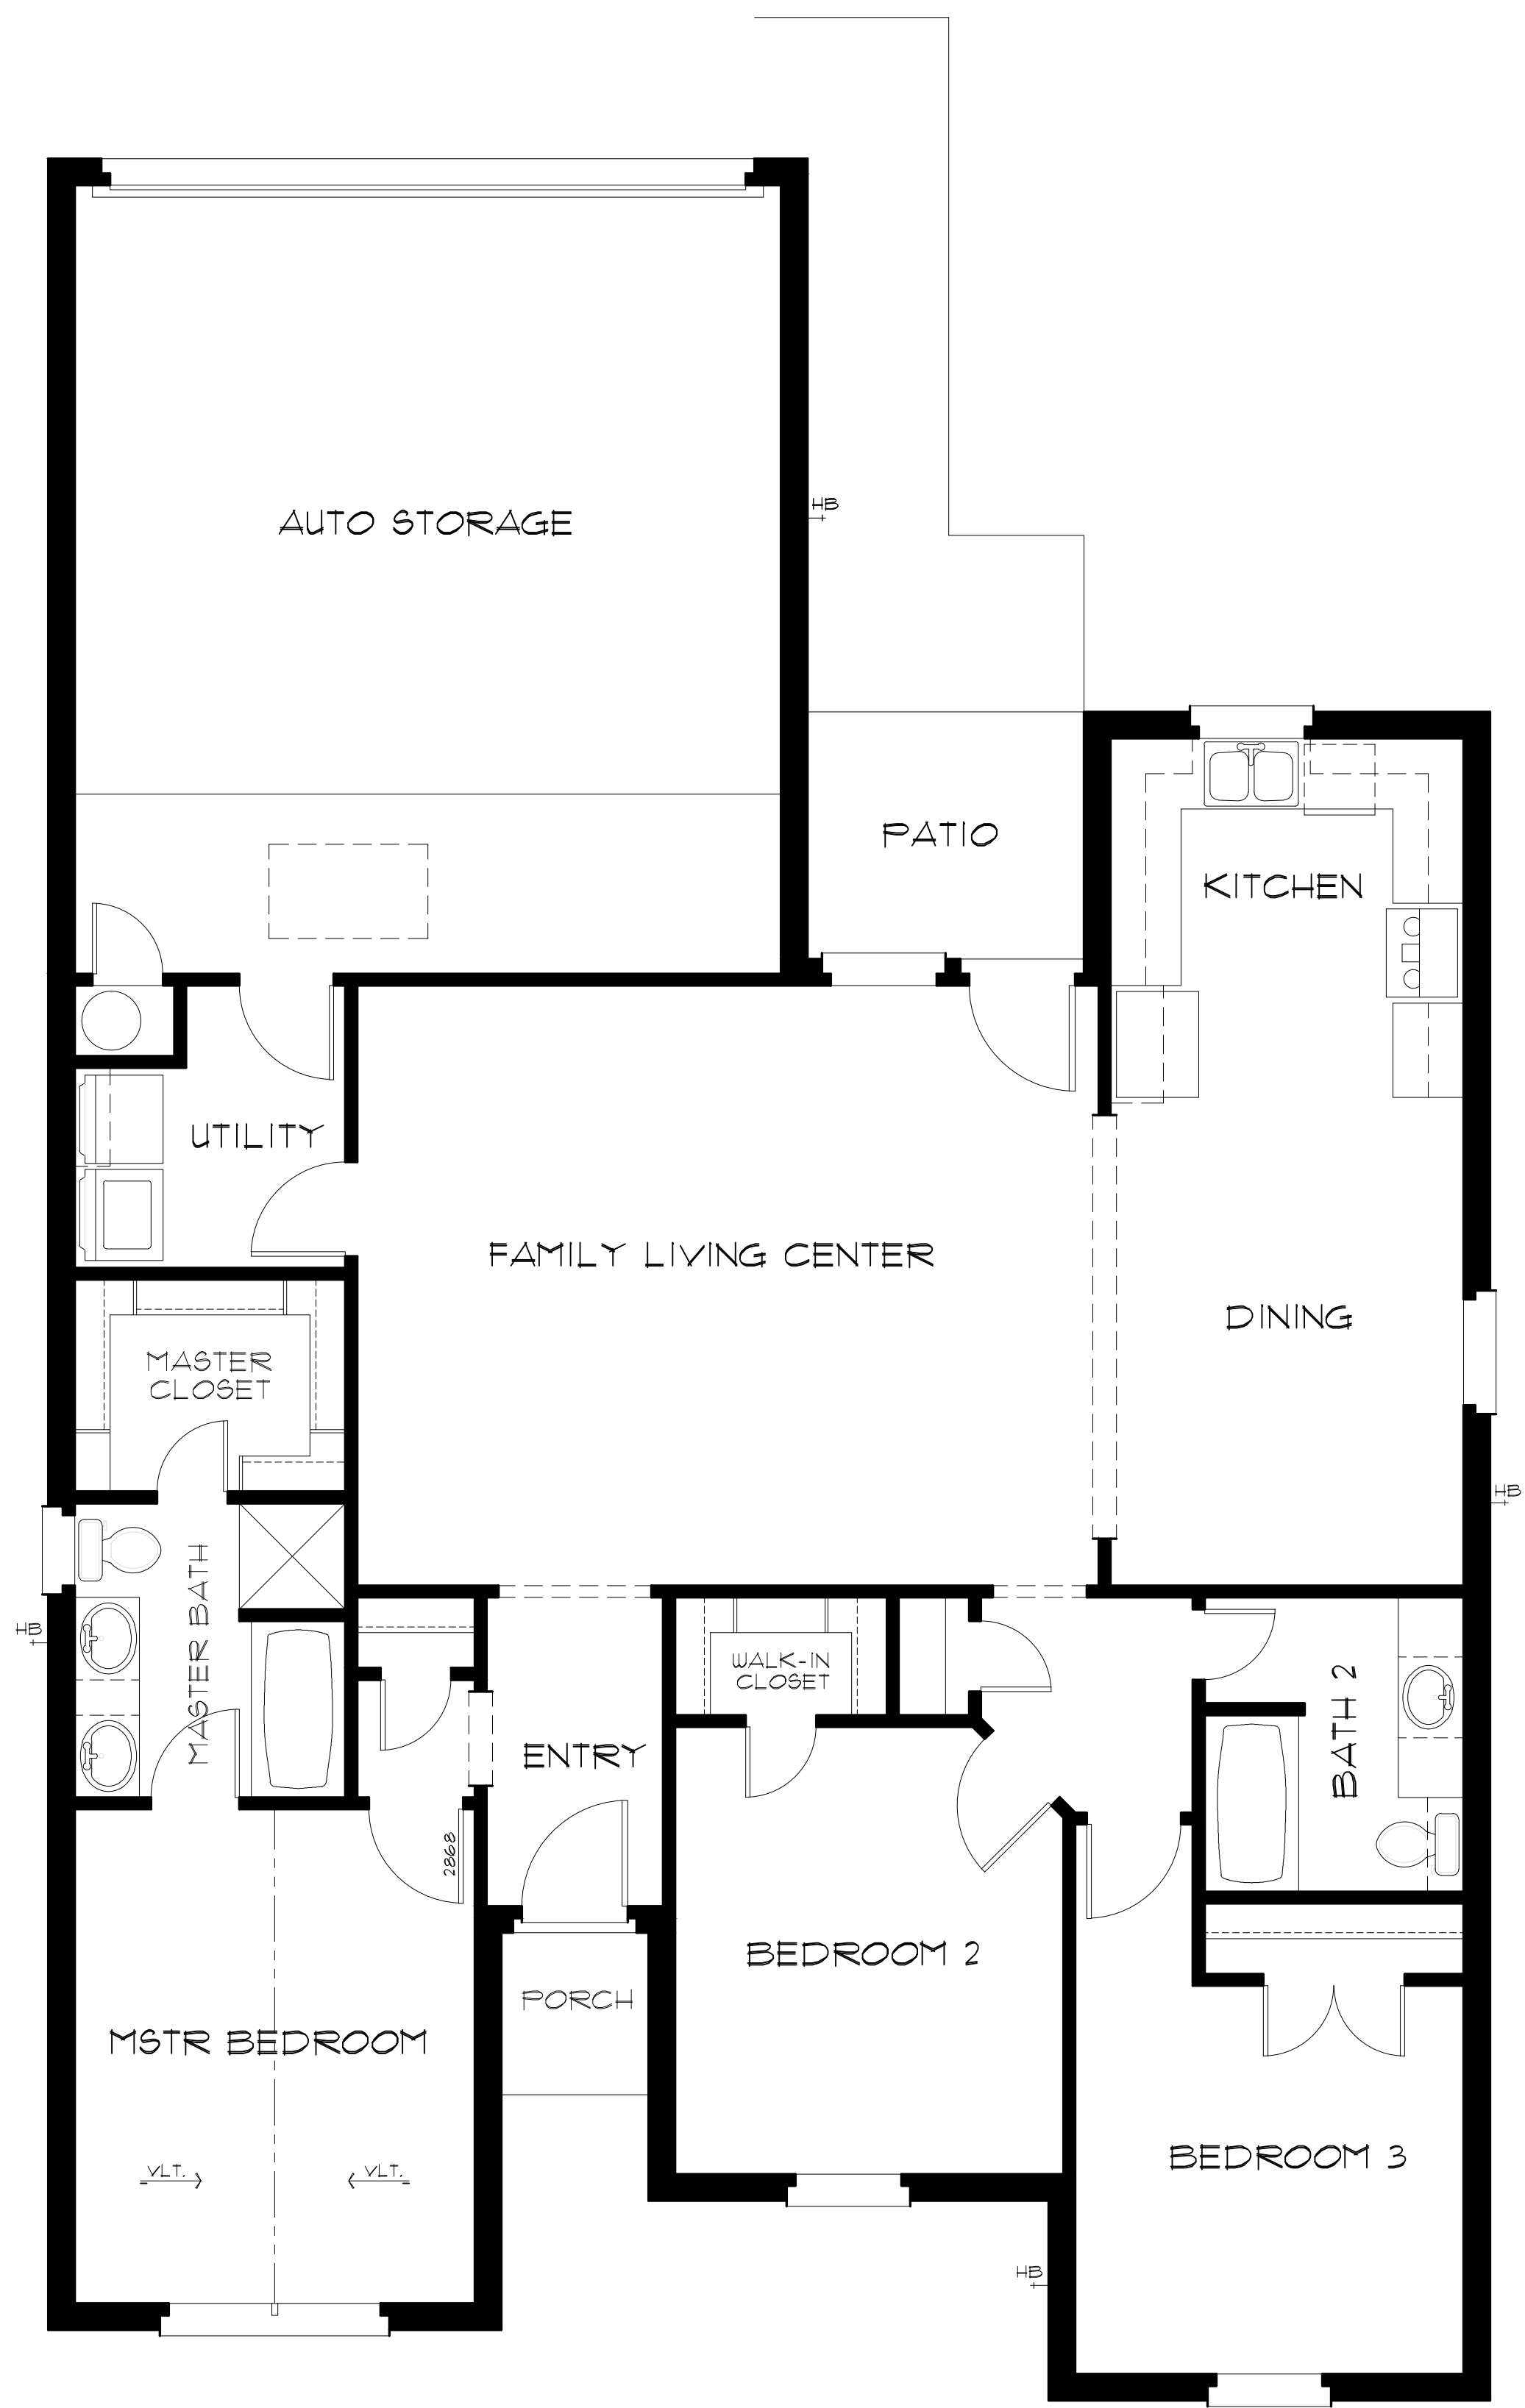 HB
AUTO STORAGE
PATIO
KITCHEN
UTILITY
FAMILY LIVING CENTER
DINING
MASTER
CLOSET
HB
MASTER BATH
HB
WALK-IN
CLOSET
BATH 2
ENTRY
2868
BEDROOM 2
PORCH
MSTR BEDROOM
BEDROOM 3
VLT.
VLT.
HB